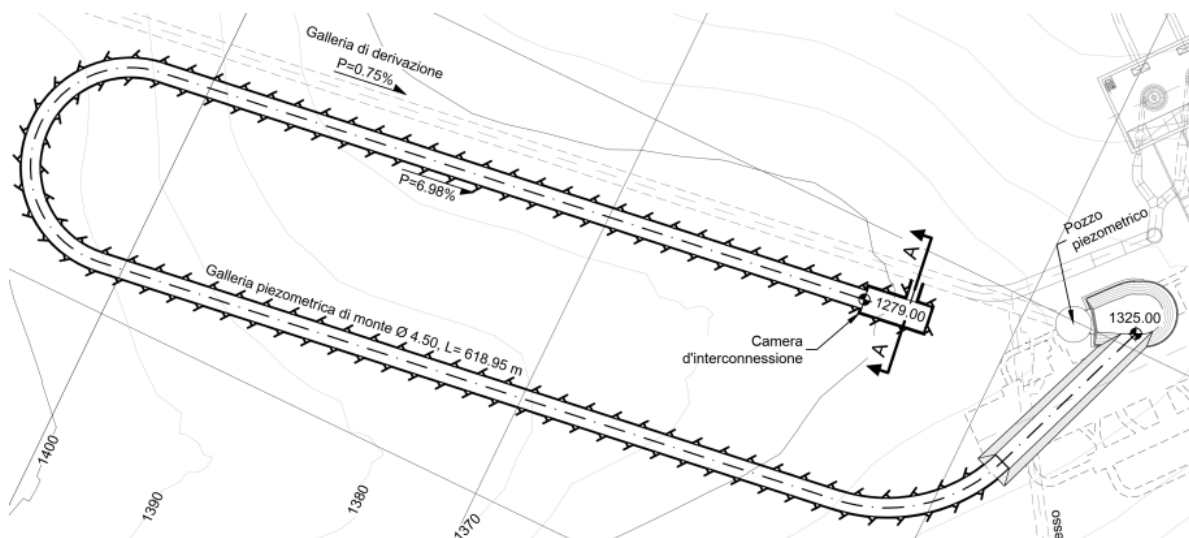 Galleria di derivazione
P=0.75%
P=6.98%
Pozzo
piezometrico
A
1279.00
1325.00
Galleria piezometrica di monte Ø 4.50, L= 618.95 m
Camera
d'interconnessione
A
1400
1390
1380
1370
esso